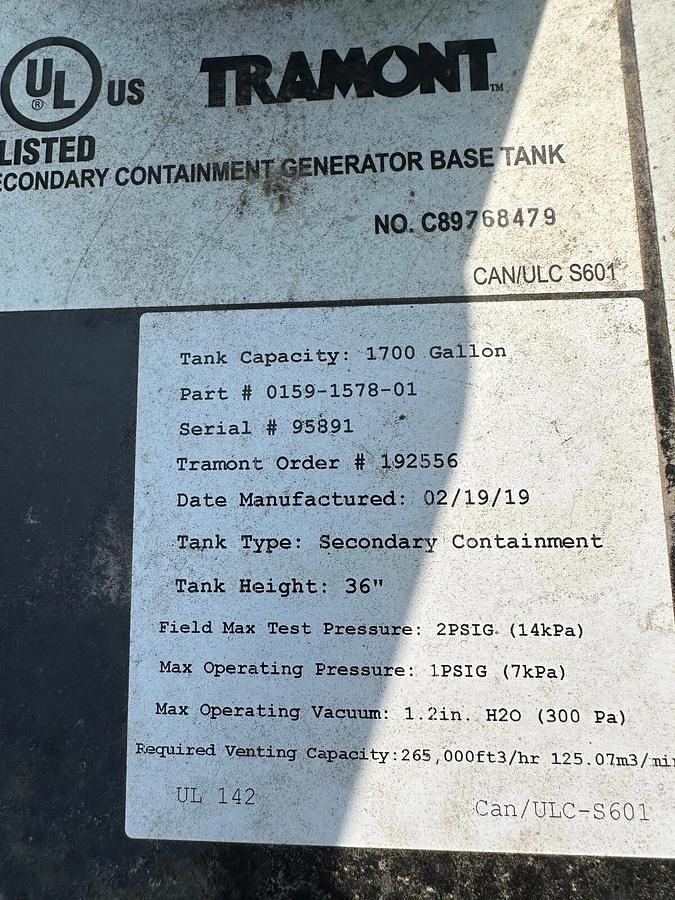 UL ® US TRAMONT™
LISTED
SECONDARY CONTAINMENT GENERATOR BASE TANK
NO. C89768479
CAN/ULC S601
Tank Capacity: 1700 Gallon
Part # 0159-1578-01
Serial # 95891
Tramont Order # 192556
Date Manufactured: 02/19/19
Tank Type: Secondary Containment
Tank Height: 36"
Field Max Test Pressure: 2PSIG (14kPa)
Max Operating Pressure: 1PSIG (7kPa)
Max Operating Vacuum: 1.2in. H2O (300 Pa)
Required Venting Capacity:265,000ft3/hr 125.07m3/min
UL 142
Can/ULC-S601